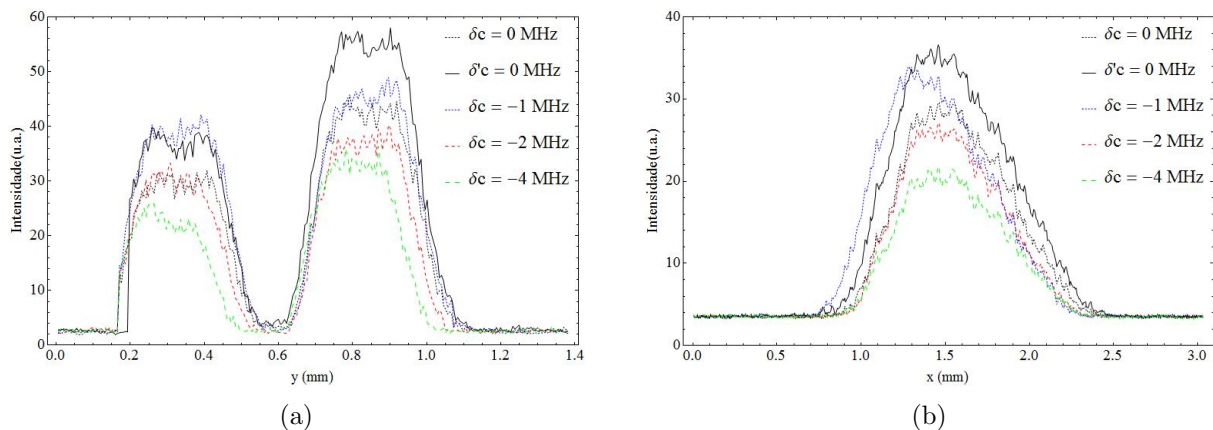 60
50
40
30
20
10
0
Intensidade(u.a.)
0.0 0.2 0.4 0.6 0.8 1.0 1.2 1.4
y (mm)
δc = 0 MHz
δ'c = 0 MHz
δc = −1 MHz
δc = −2 MHz
δc = −4 MHz
(a)
40
30
20
10
0
Intensidade(u.a.)
0.0 0.5 1.0 1.5 2.0 2.5 3.0
x (mm)
δc = 0 MHz
δ'c = 0 MHz
δc = −1 MHz
δc = −2 MHz
δc = −4 MHz
(b)